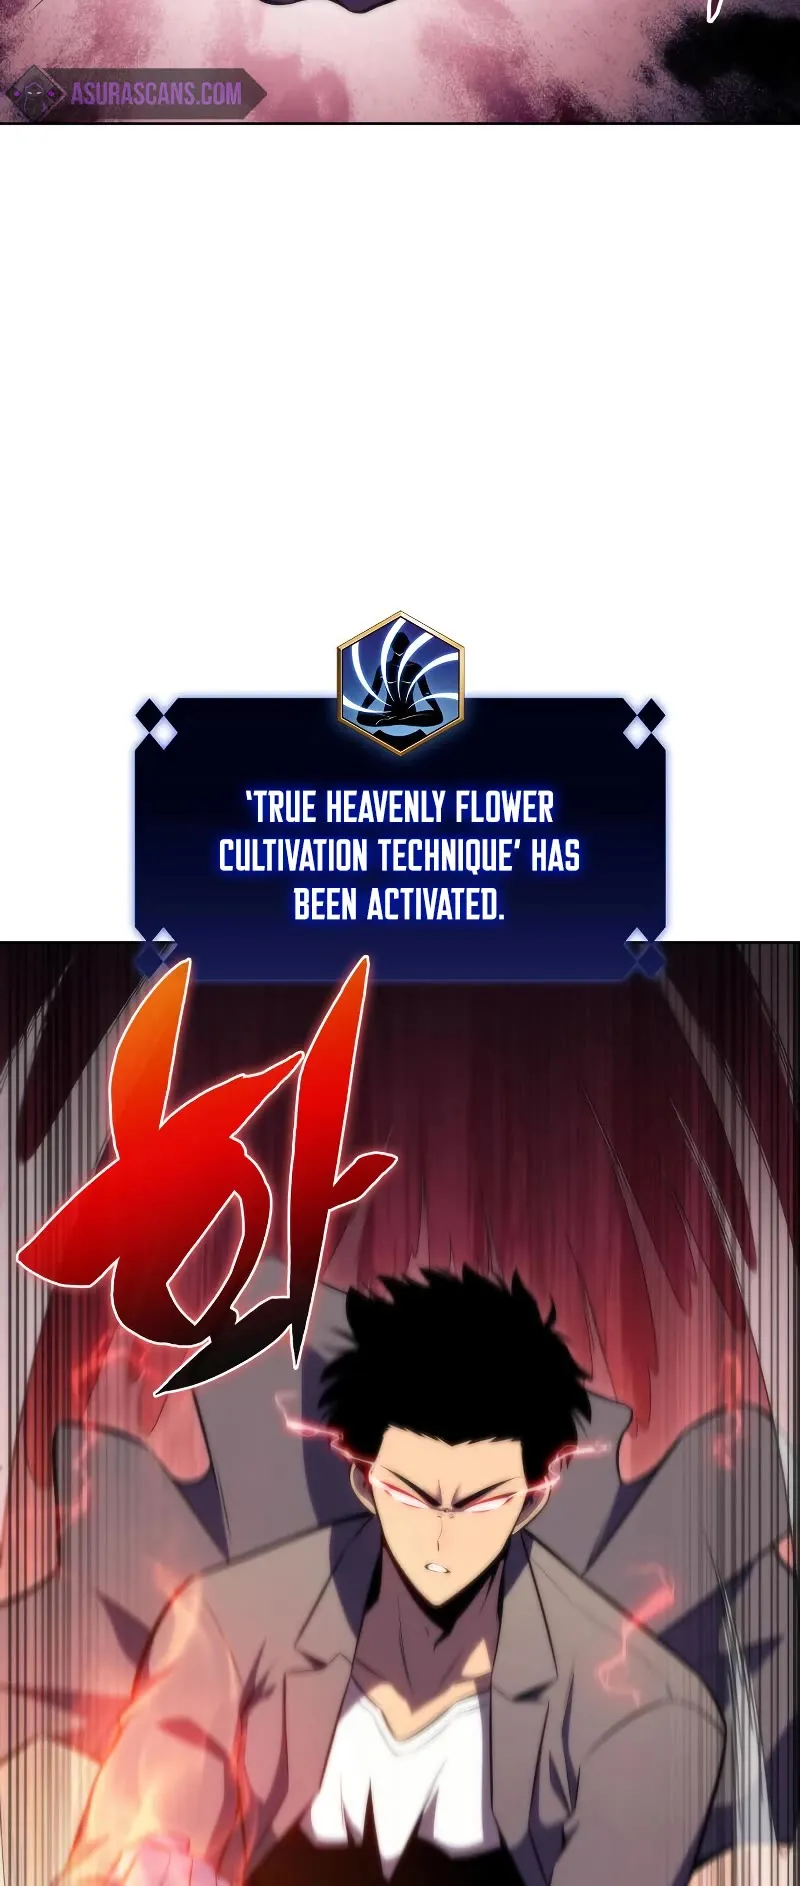 ASURASCANS.COM
'TRUE HEAVENLY FLOWER
CULTIVATION TECHNIQUE' HAS
BEEN ACTIVATED.
화